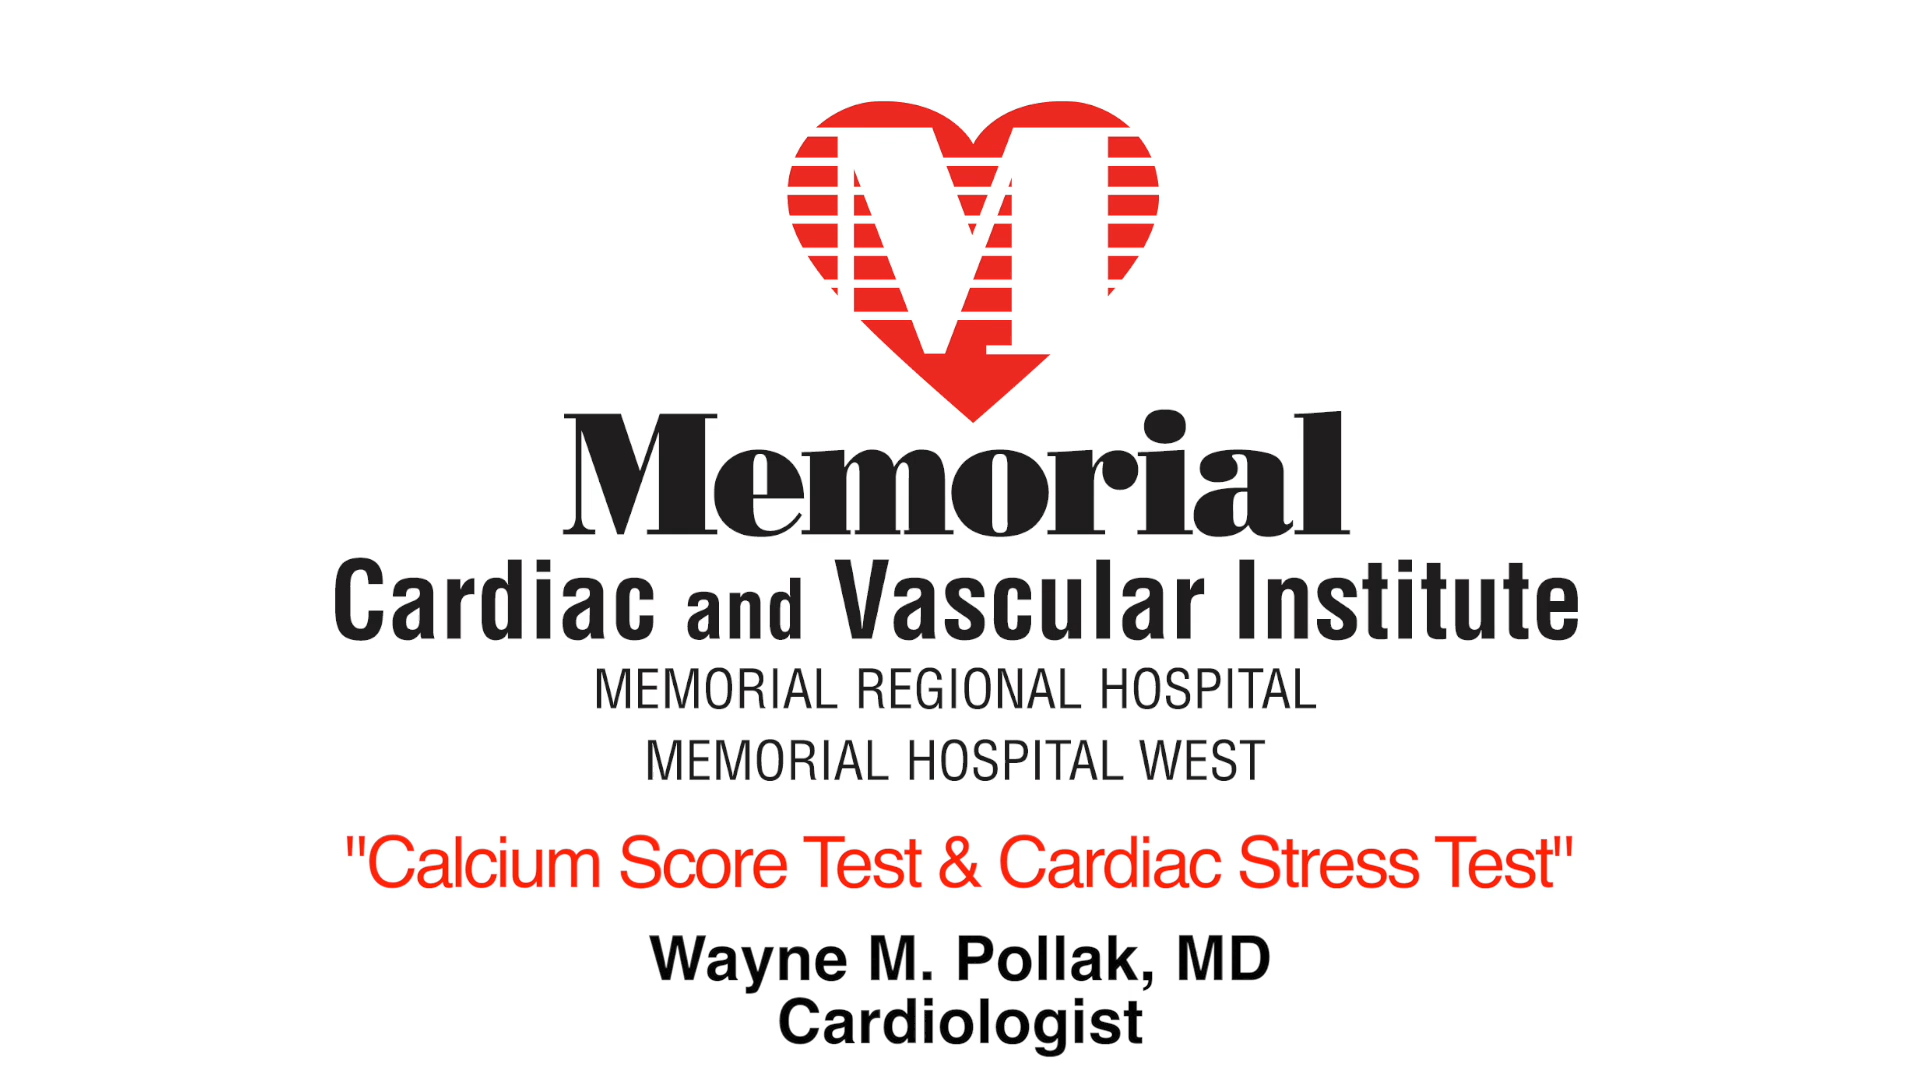 M
Memorial
Cardiac and Vascular Institute
MEMORIAL REGIONAL HOSPITAL
MEMORIAL HOSPITAL WEST
"Calcium Score Test & Cardiac Stress Test"
Wayne M. Pollak, MD
Cardiologist